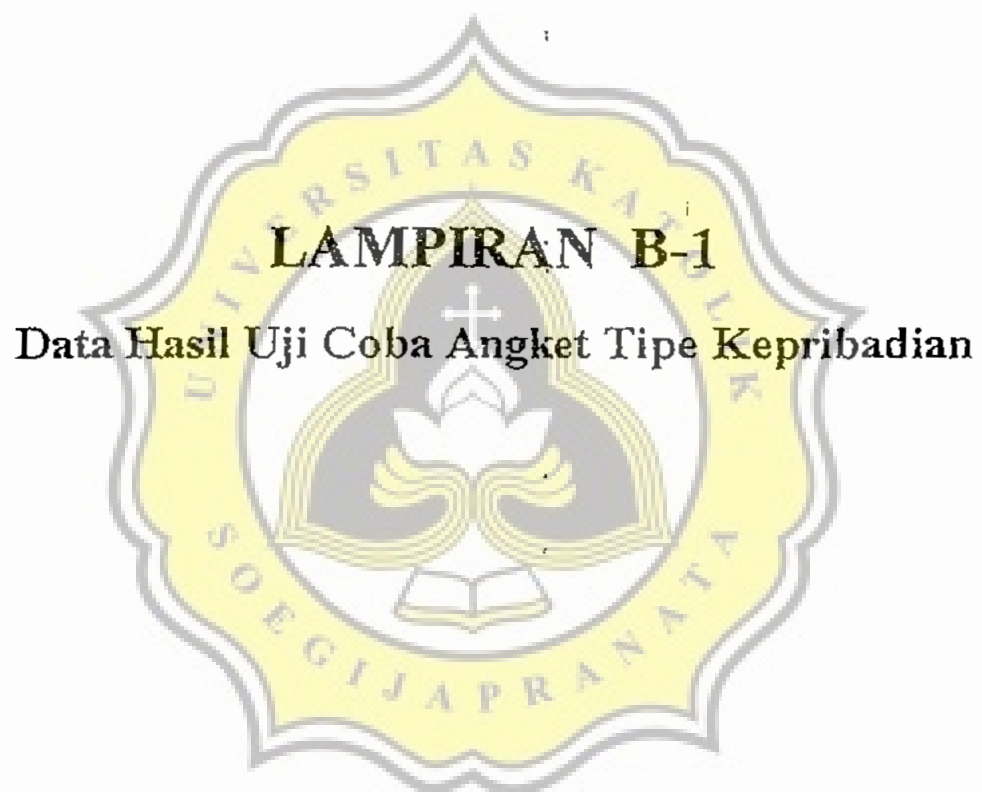 UNIVERSITAS KATOLIK
LAMPIRAN B-1
Data Hasil Uji Coba Angket Tipe Kepribadian
SOEGIJAPRANATA